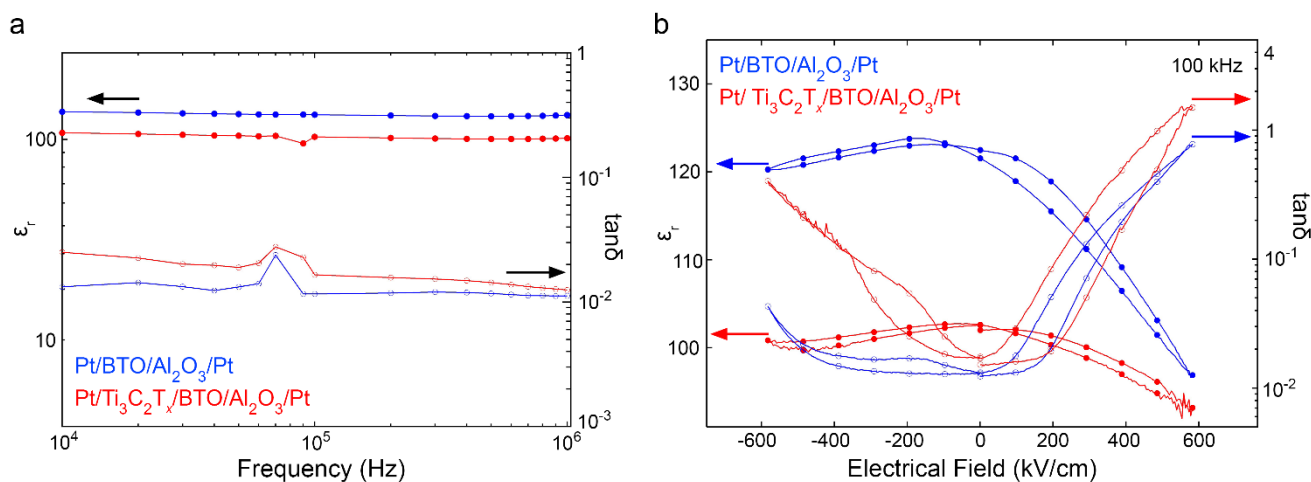 a
εr
100
10
1
10⁻¹
10⁻²
10⁻³
tanδ
Pt/BTO/Al₂O₃/Pt
Pt/Ti₃C₂Tₓ/BTO/Al₂O₃/Pt
10⁴
10⁵
10⁶
Frequency (Hz)
b
εr
130
120
110
100
Pt/BTO/Al₂O₃/Pt
Pt/ Ti₃C₂Tₓ/BTO/Al₂O₃/Pt
100 kHz
4
1
10⁻¹
10⁻²
tanδ
-600
-400
-200
0
200
400
600
Electrical Field (kV/cm)